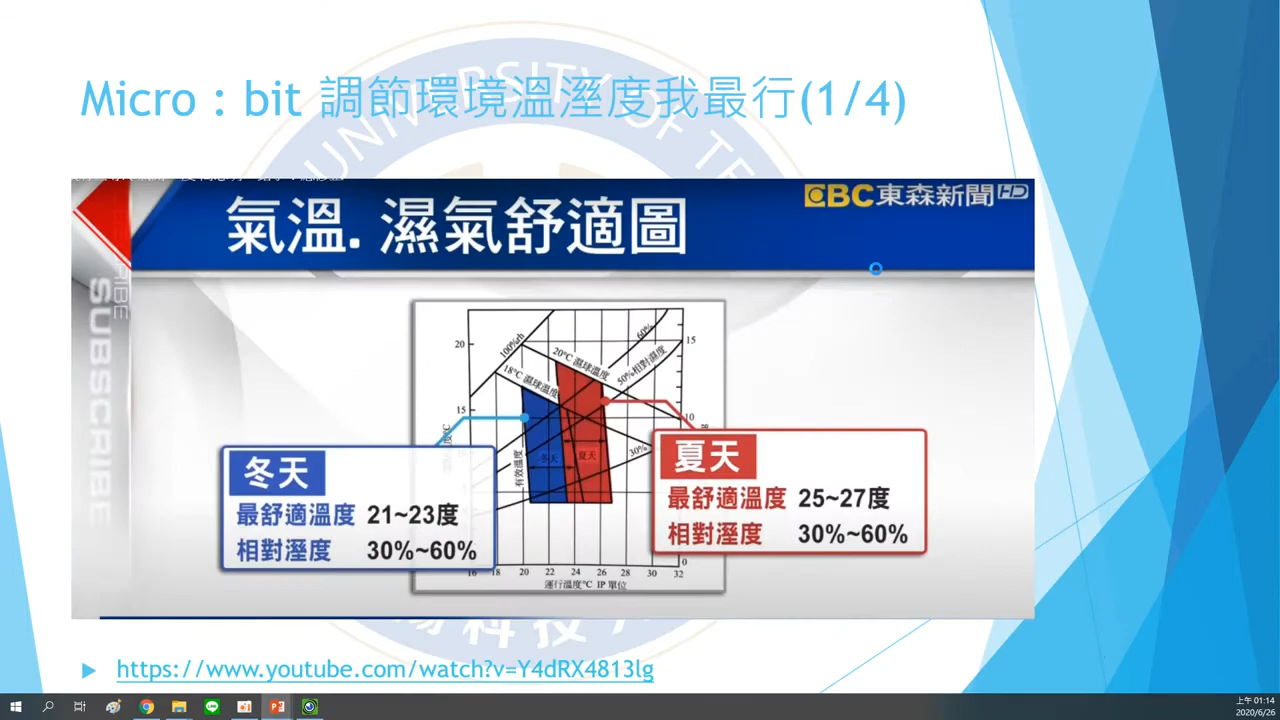 Micro : bit 調節環境溫溼度我最行(1/4)
EBC東森新聞HD
氣溫. 濕氣舒適圖
SUBSCRIBE
20
15
15
10
0
100%rh
60%
50%相對濕度
30%
20°C 濕球溫度
18°C 濕球溫度
有效溫度
冬天
夏天
冬天
最舒適溫度 21~23度
相對溼度 30%~60%
夏天
最舒適溫度 25~27度
相對溼度 30%~60%
16 18 20 22 24 26 28 30 32
運行溫度°C IP 單位
https://www.youtube.com/watch?v=Y4dRX4813lg
上午 01:14
2020/6/26